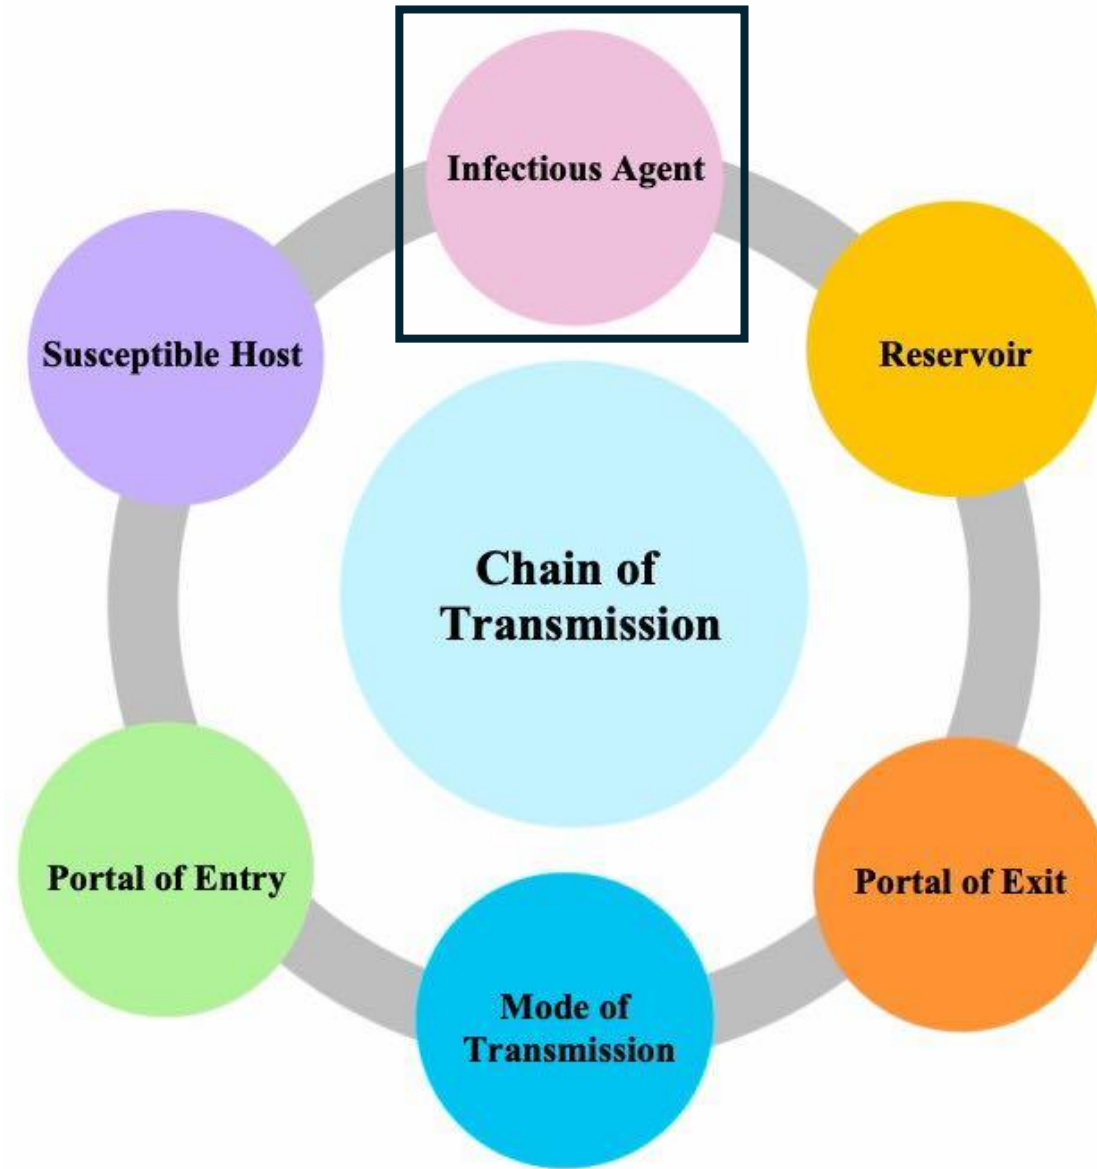 Infectious Agent
Susceptible Host
Reservoir
Chain of
Transmission
Portal of Entry
Portal of Exit
Mode of
Transmission